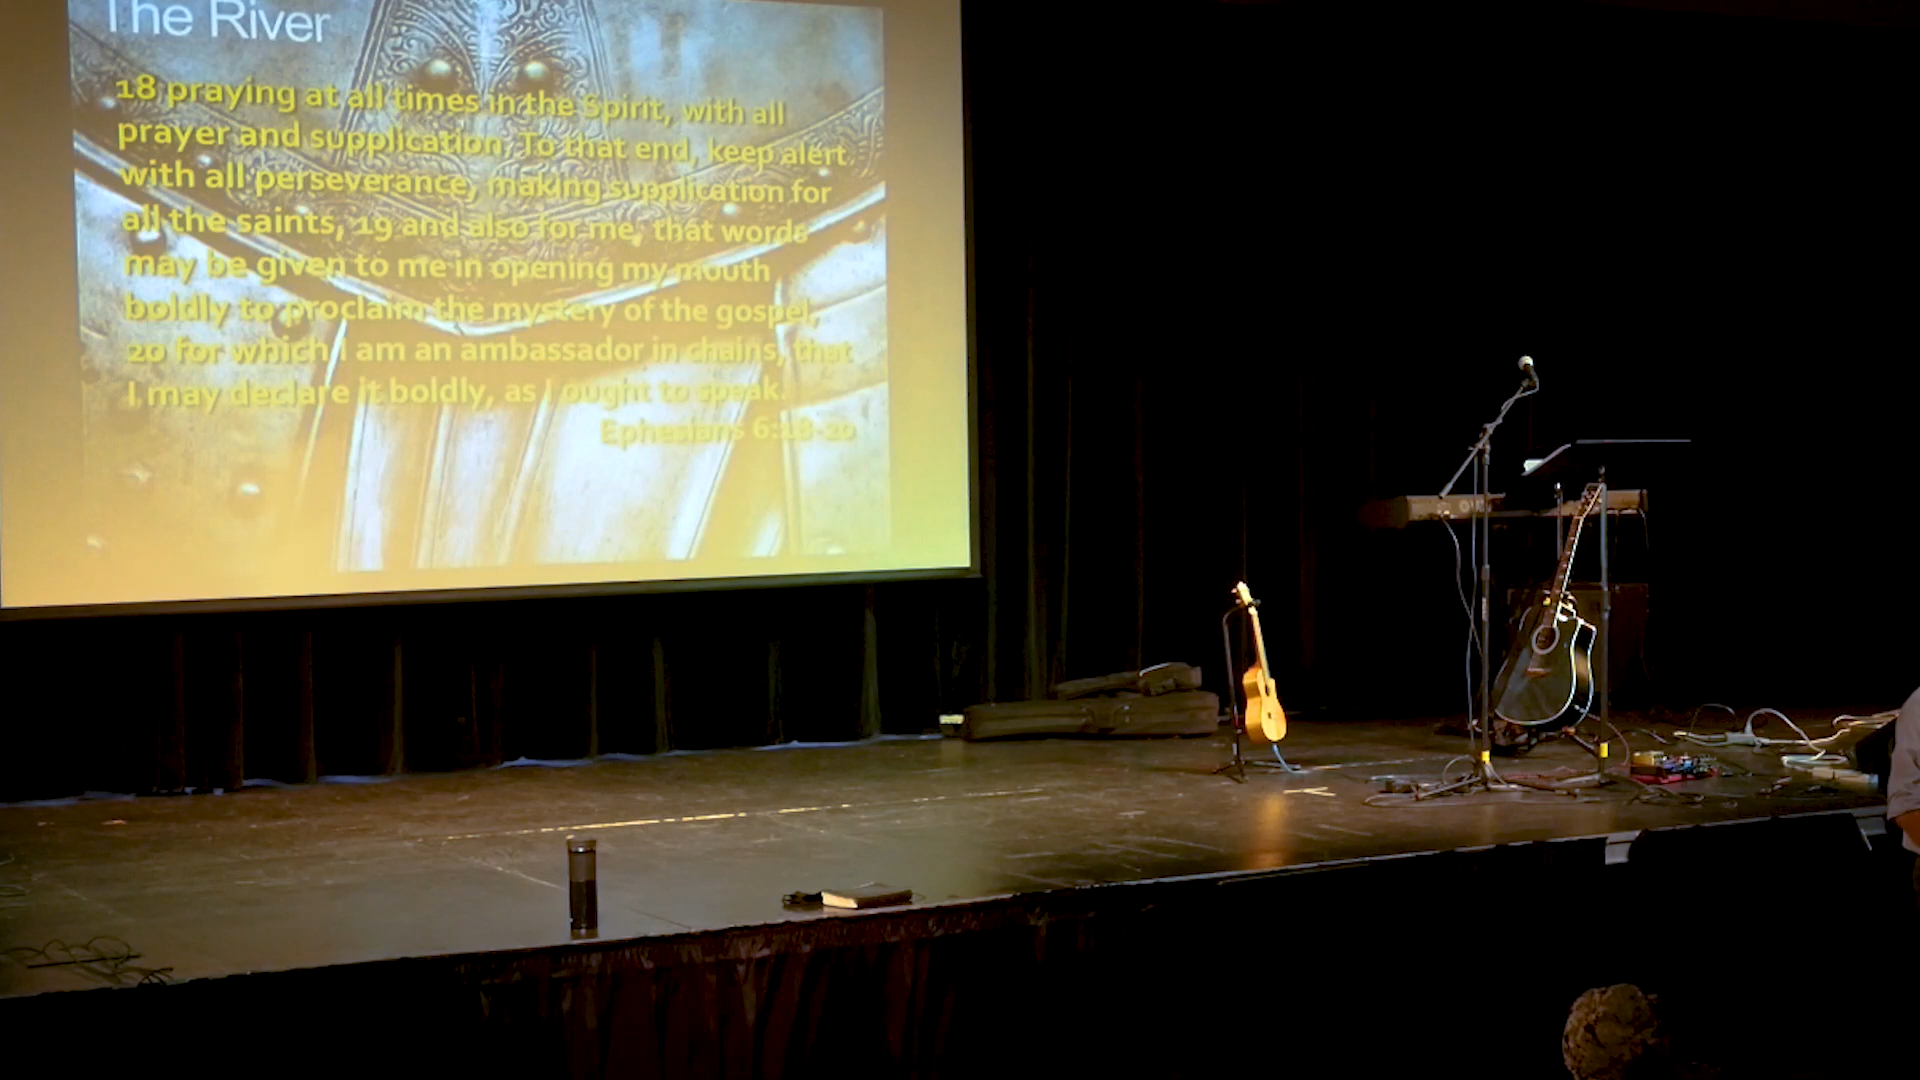 The River
18 praying at all times in the Spirit, with all
prayer and supplication. To that end, keep alert
with all perseverance, making supplication for
all the saints, 19 and also for me, that words
may be given to me in opening my mouth
boldly to proclaim the mystery of the gospel,
20 for which I am an ambassador in chains, that
I may declare it boldly, as I ought to speak.
Ephesians 6:18-20